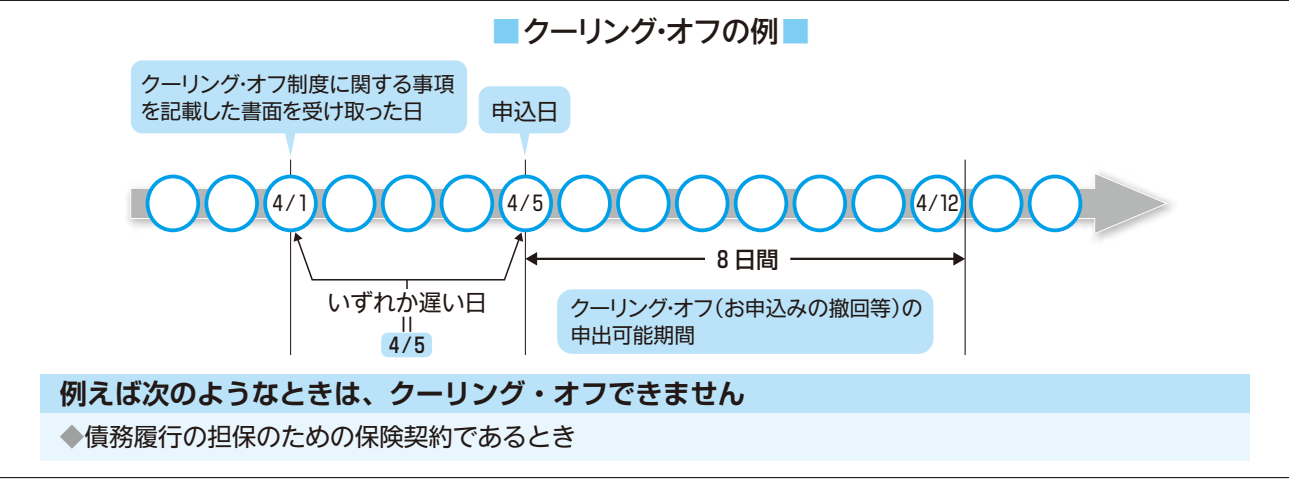 ■クーリング・オフの例■
クーリング・オフ制度に関する事項
を記載した書面を受け取った日
申込日
4/1
4/5
4/12
8日間
いずれか遅い日
=
4/5
クーリング・オフ(お申込みの撤回等)の
申出可能期間
例えば次のようなときは、クーリング・オフできません
◆債務履行の担保のための保険契約であるとき